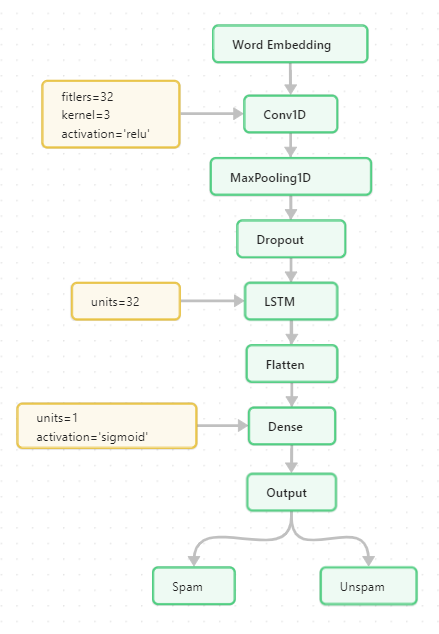 Word Embedding
fitlers=32
kernel=3
activation='relu'
Conv1D
MaxPooling1D
Dropout
units=32
LSTM
Flatten
units=1
activation='sigmoid'
Dense
Output
Spam
Unspam